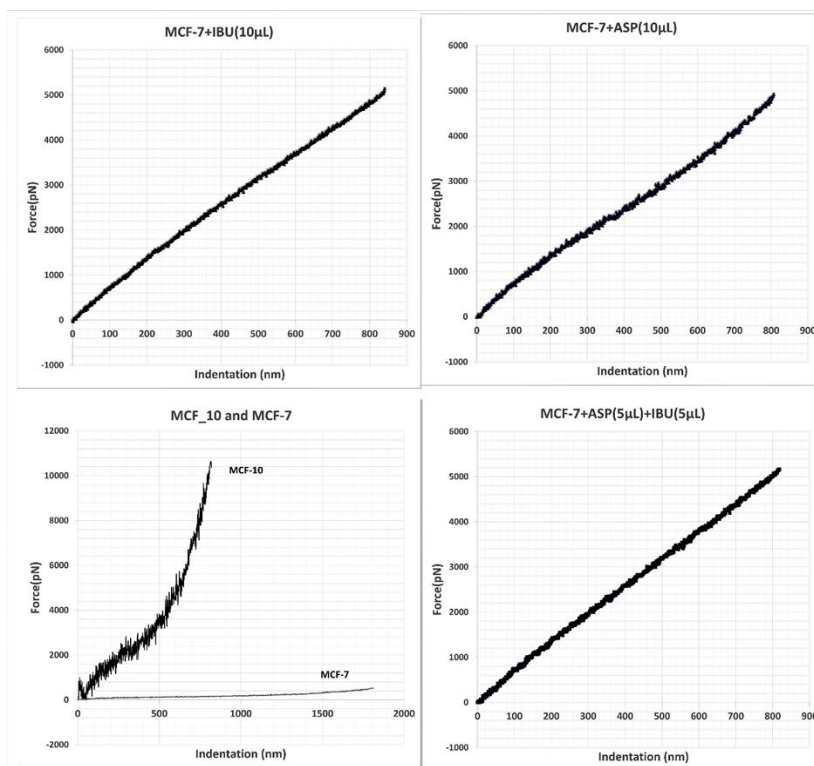 MCF-7+IBU(10µL)
6000
5000
4000
3000
2000
1000
0
-1000
Force(pN)
0 100 200 300 400 500 600 700 800 900
Indentation (nm)
MCF-7+ASP(10µL)
6000
5000
4000
3000
2000
1000
0
-1000
Force(pN)
0 100 200 300 400 500 600 700 800 900
Indentation (nm)
MCF_10 and MCF-7
12000
10000
8000
6000
4000
2000
0
-2000
Force(pN)
MCF-10
MCF-7
0 500 1000 1500 2000
Indentation (nm)
MCF-7+ASP(5µL)+IBU(5µL)
6000
5000
4000
3000
2000
1000
0
-1000
Force(pN)
0 100 200 300 400 500 600 700 800 900
Indentation (nm)